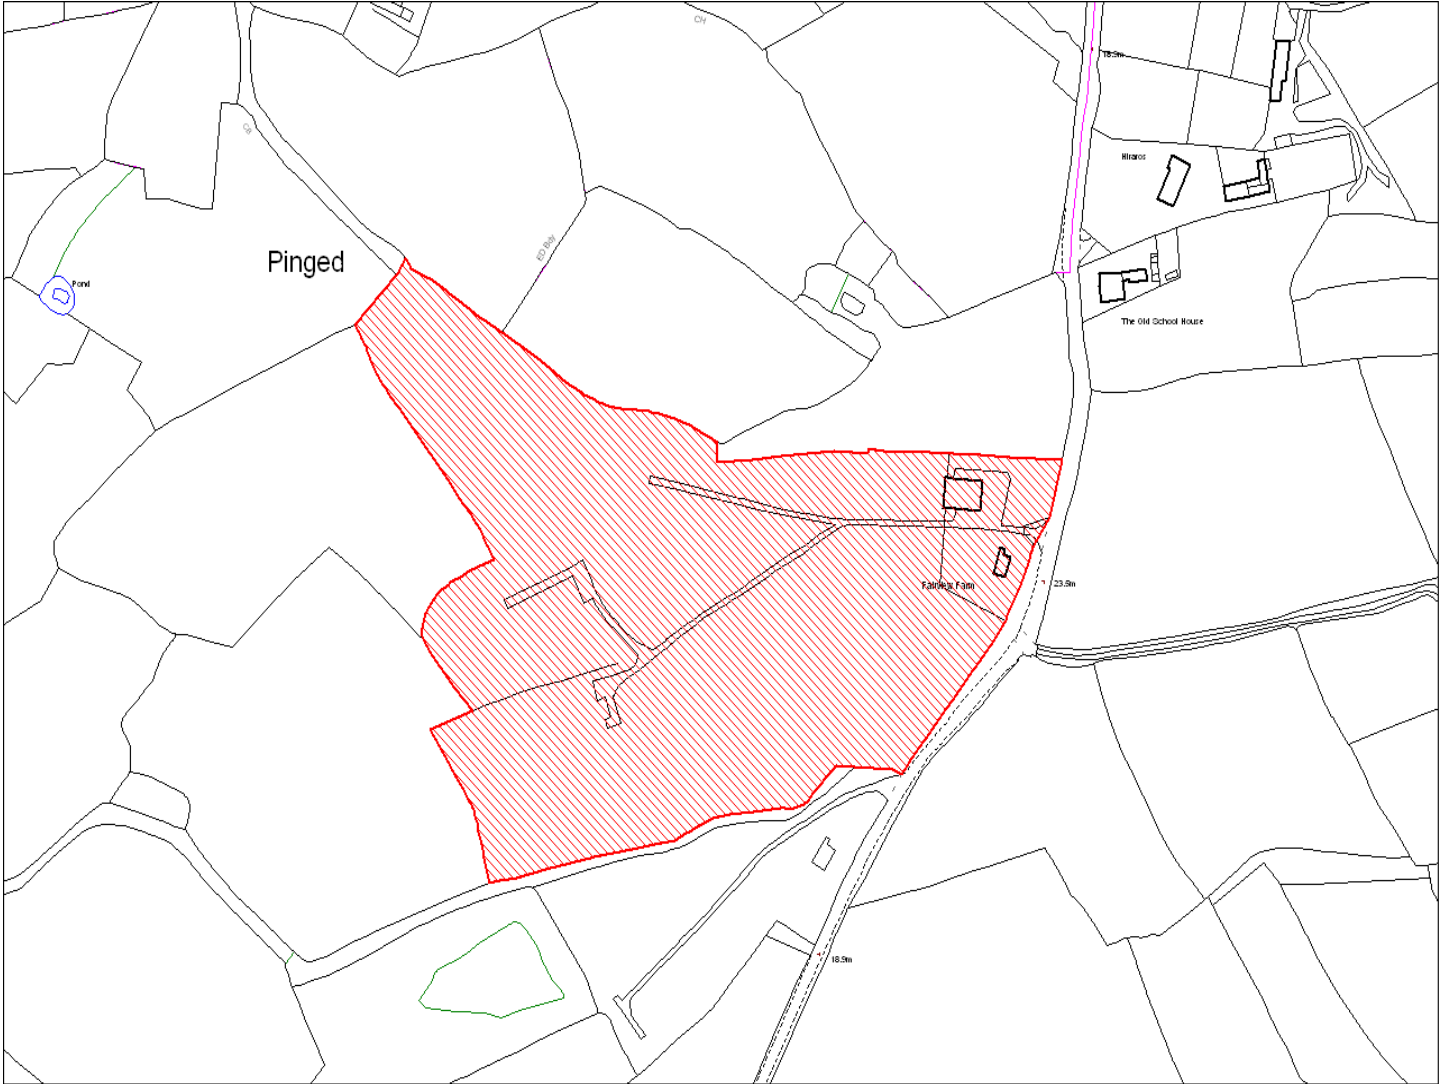 CH
18.9m
CB
Hiraros
ED Bdy
Pinged
Pond
The Old School House
Fairview Farm
23.5m
18.9m